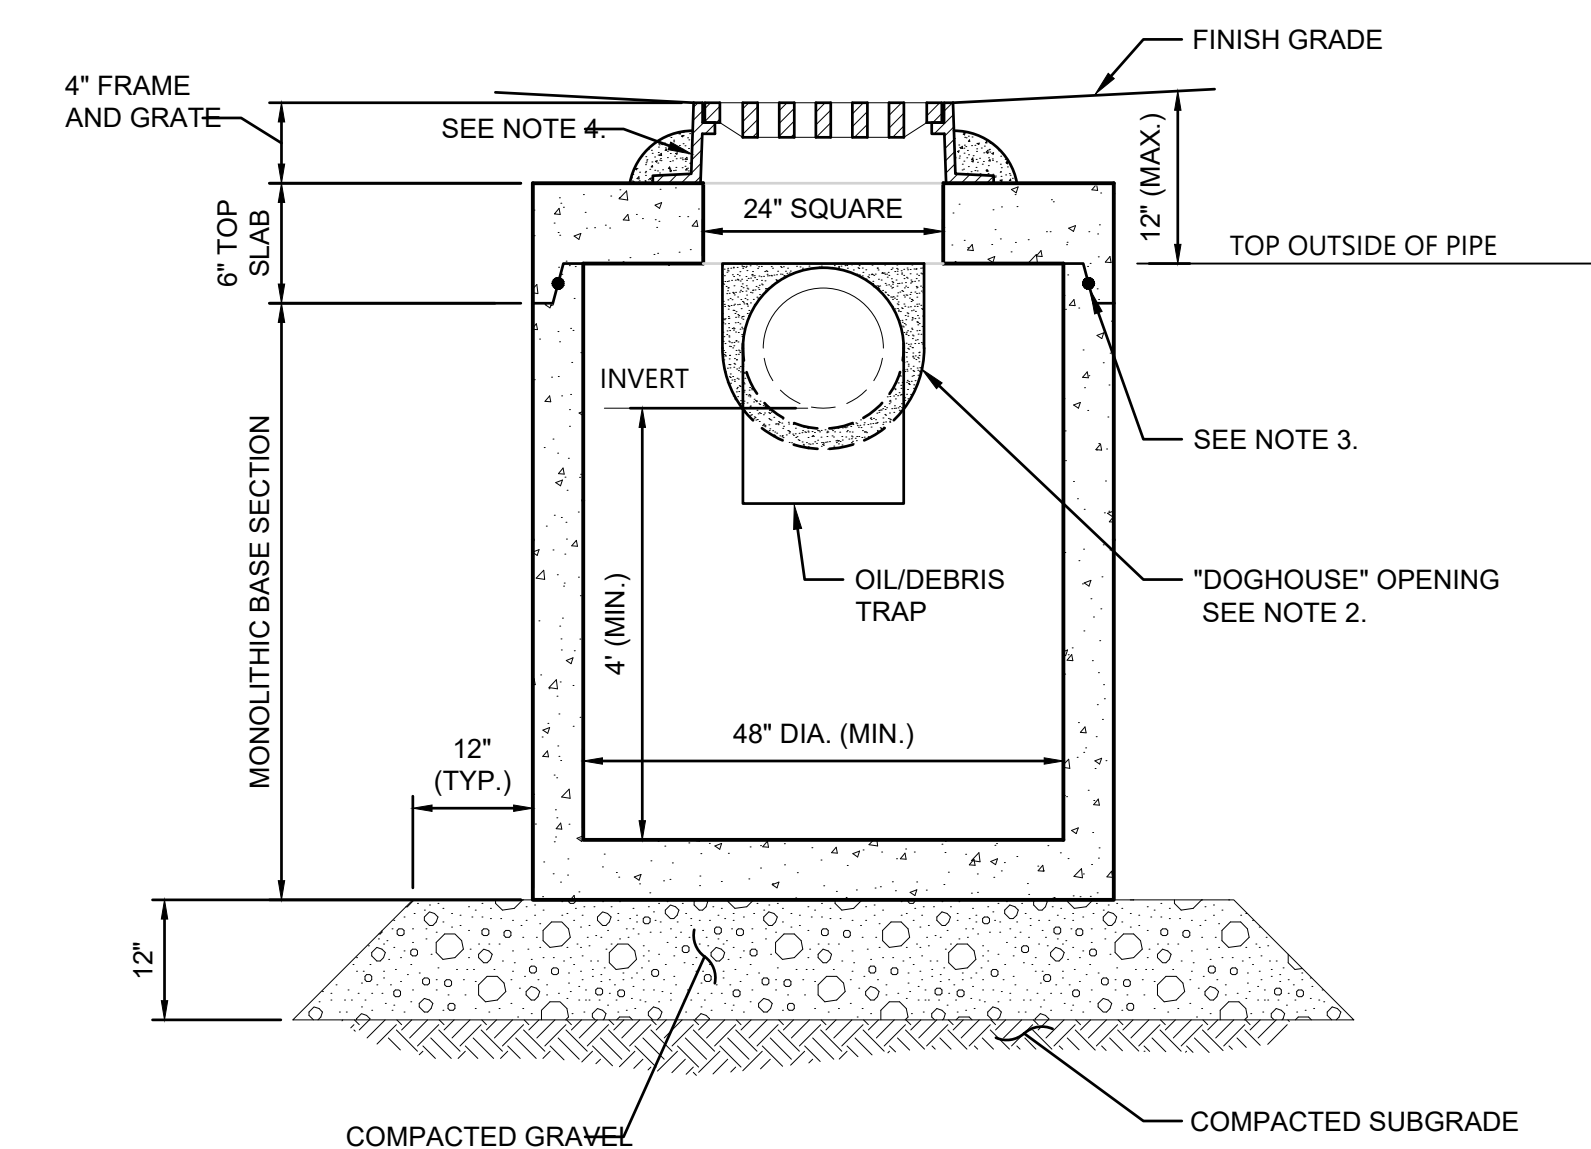 FINISH GRADE
4" FRAME
AND GRATE
SEE NOTE 4.
12" (MAX.)
6" TOP
SLAB
24" SQUARE
TOP OUTSIDE OF PIPE
INVERT
SEE NOTE 3.
MONOLITHIC BASE SECTION
4' (MIN.)
OIL/DEBRIS
TRAP
"DOGHOUSE" OPENING
SEE NOTE 2.
48" DIA. (MIN.)
12"
(TYP.)
12"
COMPACTED GRAVEL
COMPACTED SUBGRADE